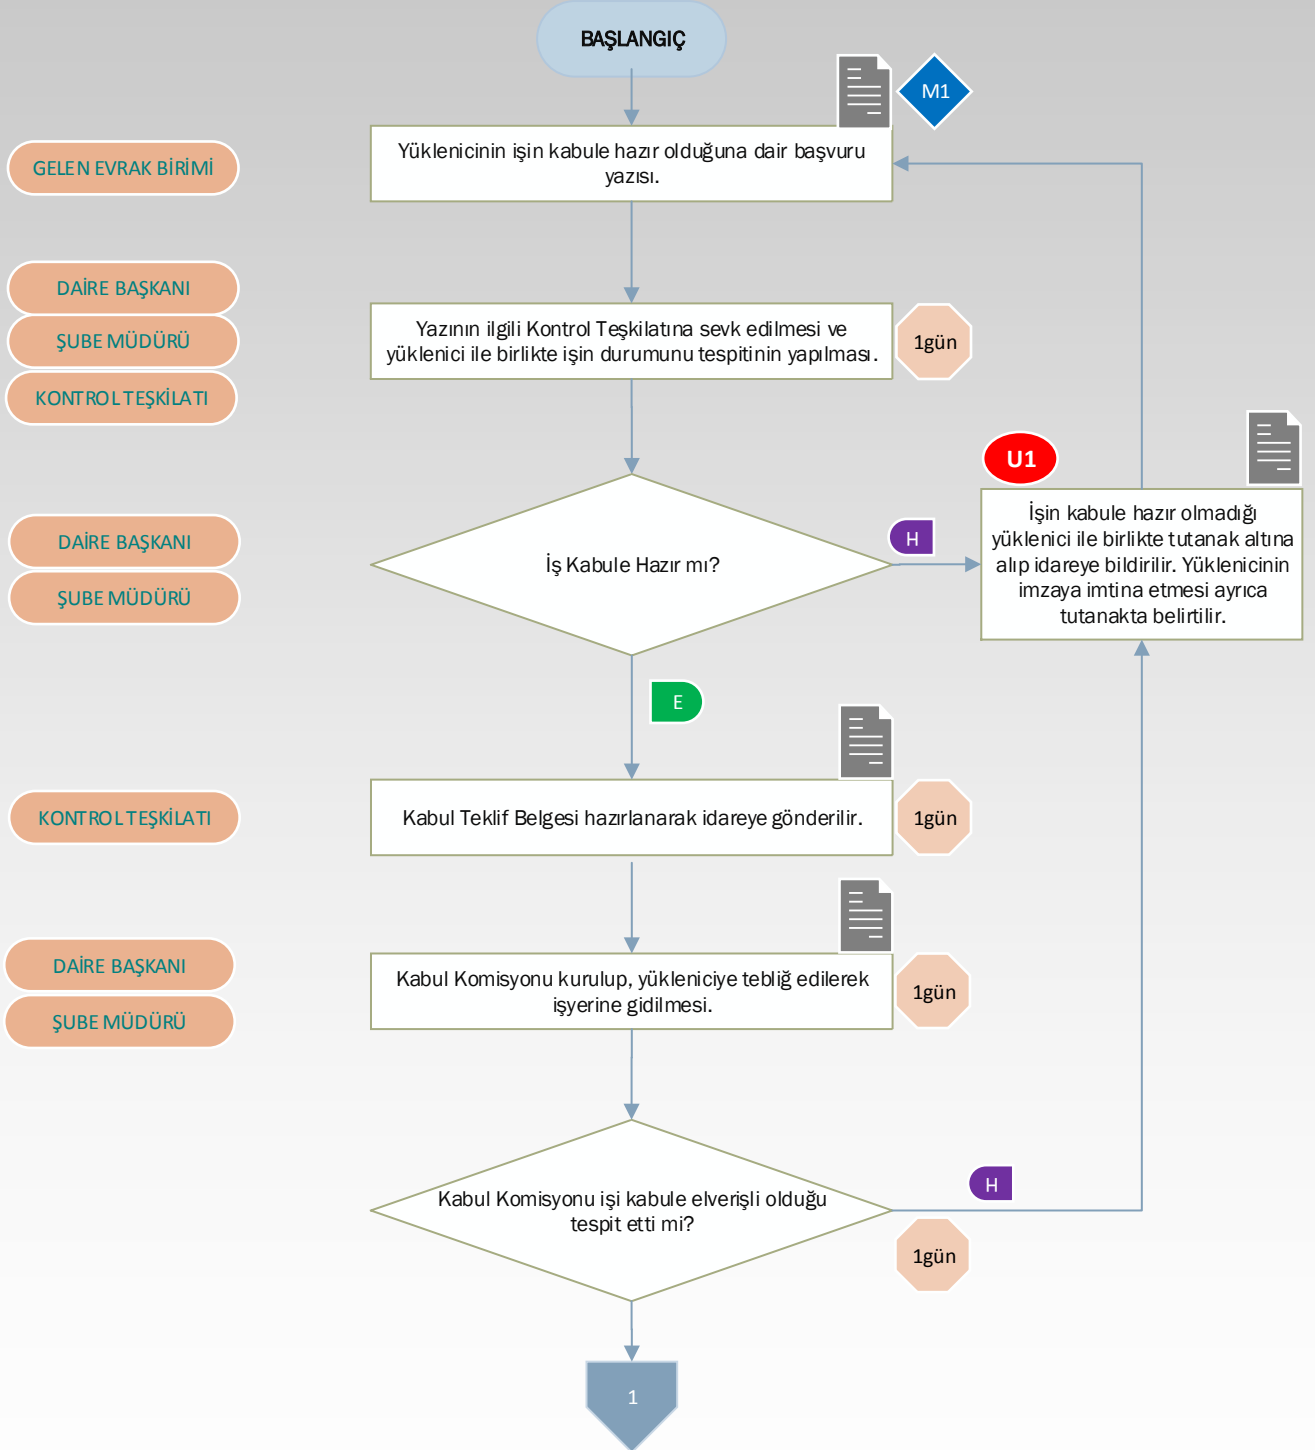 BAŞLANGIÇ
M1
GELEN EVRAK BİRİMİ
Yüklenicinin işin kabule hazır olduğuna dair başvuru
yazısı.
DAİRE BAŞKANI
ŞUBE MÜDÜRÜ
KONTROL TEŞKİLATI
Yazının ilgili Kontrol Teşkilatına sevk edilmesi ve
yüklenici ile birlikte işin durumunu tespitinin yapılması.
1gün
U1
DAİRE BAŞKANI
ŞUBE MÜDÜRÜ
İş Kabule Hazır mı?
H
İşin kabule hazır olmadığı
yüklenici ile birlikte tutanak altına
alıp idareye bildirilir. Yüklenicinin
imzaya imtina etmesi ayrıca
tutanakta belirtilir.
E
KONTROL TEŞKİLATI
Kabul Teklif Belgesi hazırlanarak idareye gönderilir.
1gün
DAİRE BAŞKANI
ŞUBE MÜDÜRÜ
Kabul Komisyonu kurulup, yükleniciye tebliğ edilerek
işyerine gidilmesi.
1gün
Kabul Komisyonu işi kabule elverişli olduğu
tespit etti mi?
H
1gün
1